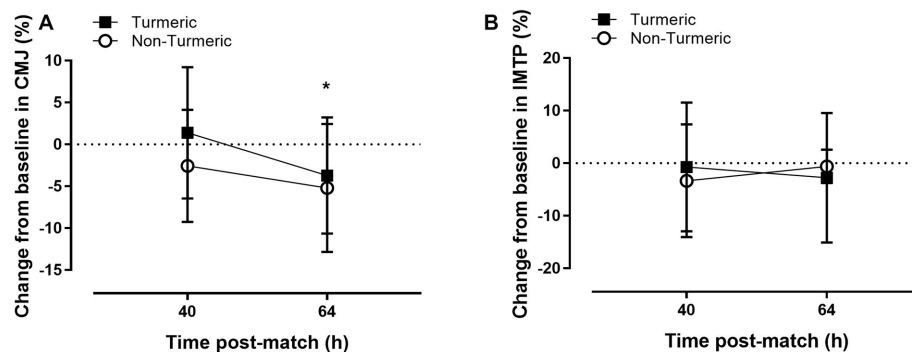 A
Turmeric
Non-Turmeric
Change from baseline in CMJ (%)
10
5
0
-5
-10
-15
*
40
64
Time post-match (h)
B
Turmeric
Non-Turmeric
Change from baseline in IMTP (%)
20
10
0
-10
-20
40
64
Time post-match (h)